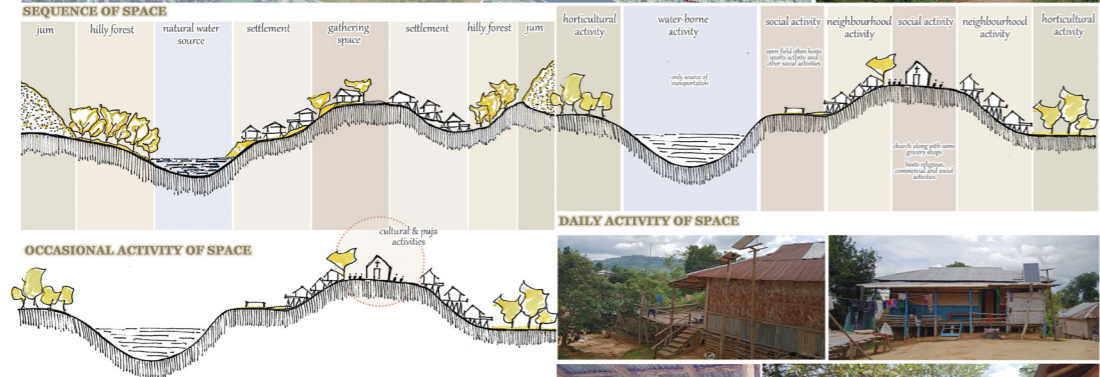 SEQUENCE OF SPACE
jum
hilly forest
natural water
source
settlement
gathering
space
settlement
hilly forest
jum
horticultural
activity
water-borne
activity
social activity
neighbourhood
activity
social activity
neighbourhood
activity
horticultural
activity
only source of
transportation
open field often hosts
sports activity and
other social activities
church along with some
grocery shops
hosts religious,
commercial and social
activities
DAILY ACTIVITY OF SPACE
OCCASIONAL ACTIVITY OF SPACE
cultural & puja
activities